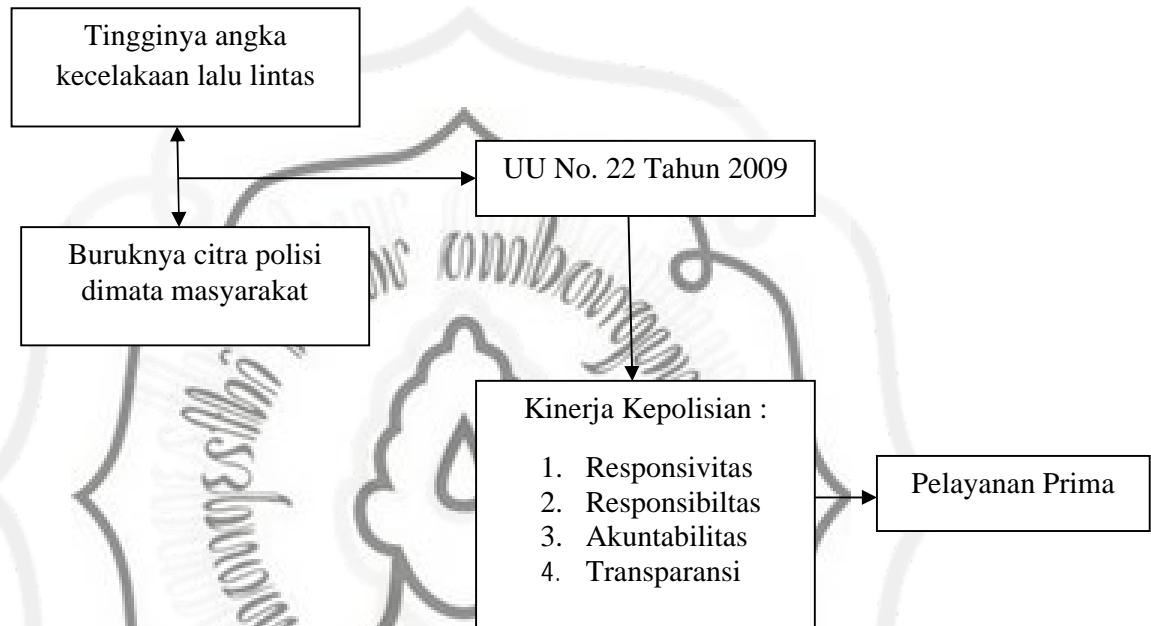 Tingginya angka
kecelakaan lalu lintas
UU No. 22 Tahun 2009
Buruknya citra polisi
dimata masyarakat
Kinerja Kepolisian :
1. Responsivitas
2. Responsibiltas
3. Akuntabilitas
4. Transparansi
Pelayanan Prima